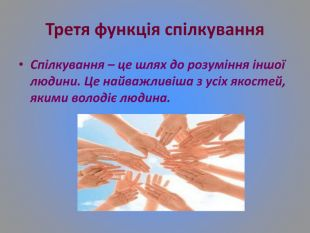 Третя функція спілкування
• Спілкування – це шлях до розуміння іншої
людини. Це найважливіша з усіх якостей,
якими володіє людина.